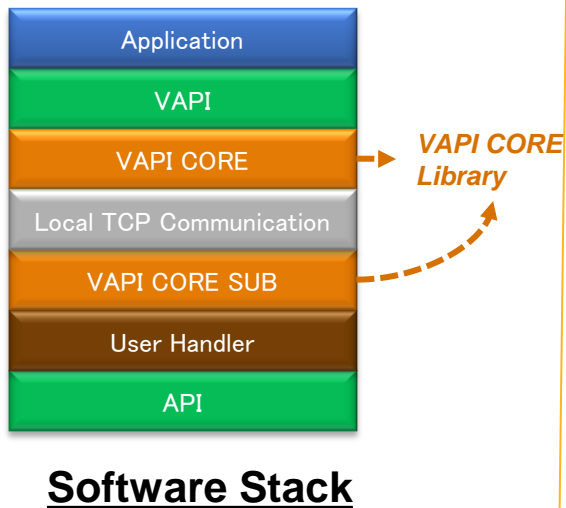 Application
VAPI
VAPI CORE
Local TCP Communication
VAPI CORE SUB
User Handler
API
VAPI CORE
Library
Software Stack